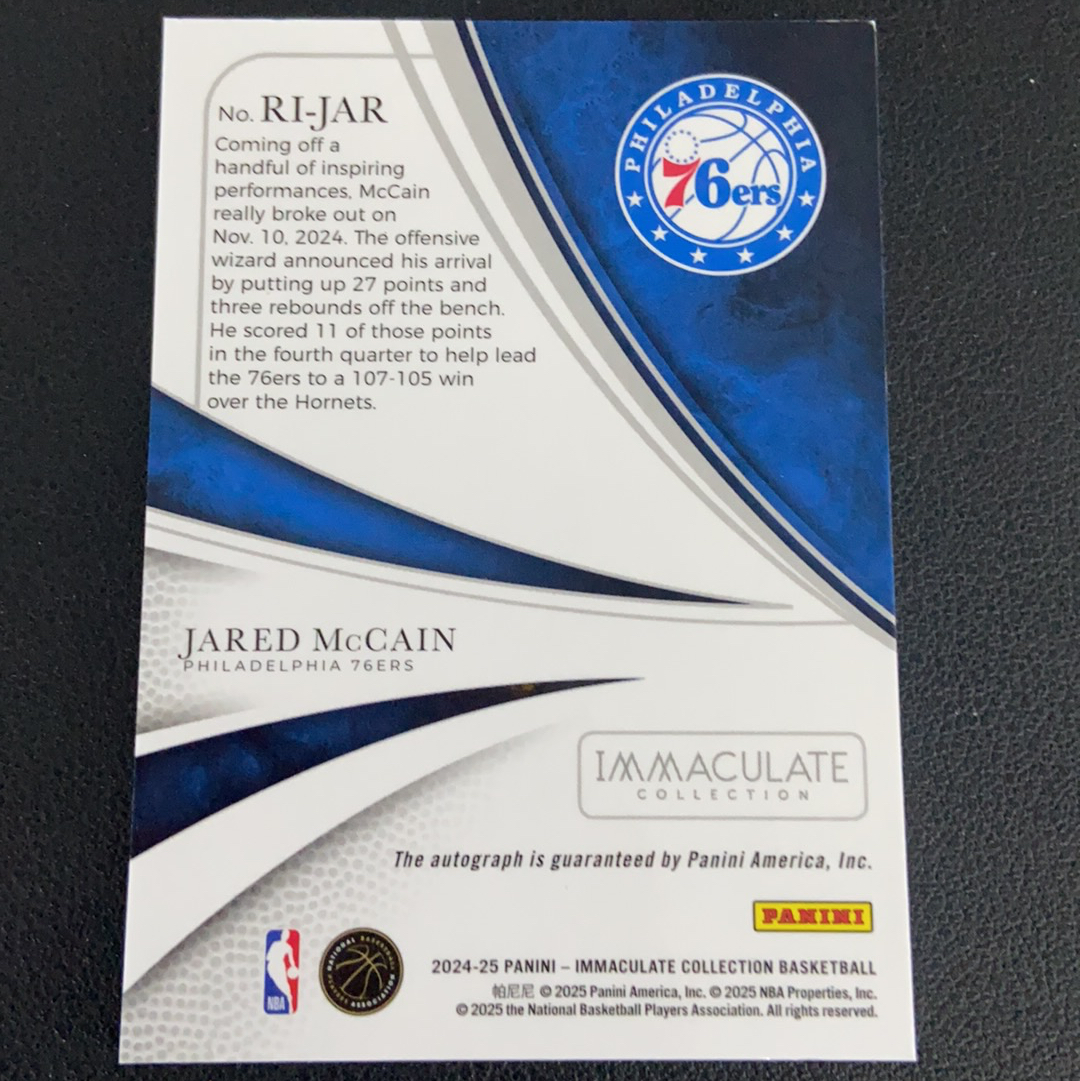 No. RI-JAR
Coming off a
handful of inspiring
performances, McCain
really broke out on
Nov. 10, 2024. The offensive
wizard announced his arrival
by putting up 27 points and
three rebounds off the bench.
He scored 11 of those points
in the fourth quarter to help lead
the 76ers to a 107-105 win
over the Hornets.
PHILADELPHIA
76ers
JARED McCAIN
PHILADELPHIA 76ERS
IMMACULATE
COLLECTION
The autograph is guaranteed by Panini America, Inc.
PANINI
NBA
NATIONAL BASKETBALL
PLAYERS ASSOCIATION
2024-25 PANINI – IMMACULATE COLLECTION BASKETBALL
帕尼尼 © 2025 Panini America, Inc. © 2025 NBA Properties, Inc.
© 2025 the National Basketball Players Association. All rights reserved.